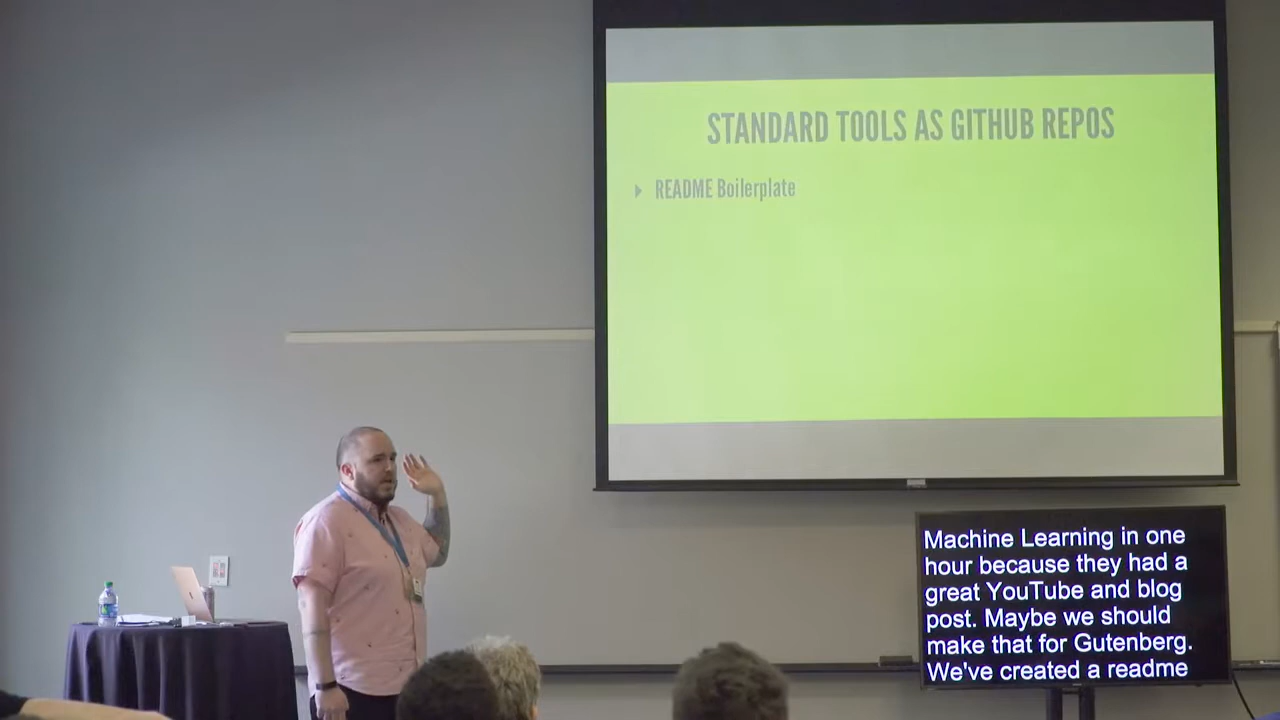 STANDARD TOOLS AS GITHUB REPOS
README Boilerplate
Machine Learning in one
hour because they had a
great YouTube and blog
post. Maybe we should
make that for Gutenberg.
We've created a readme